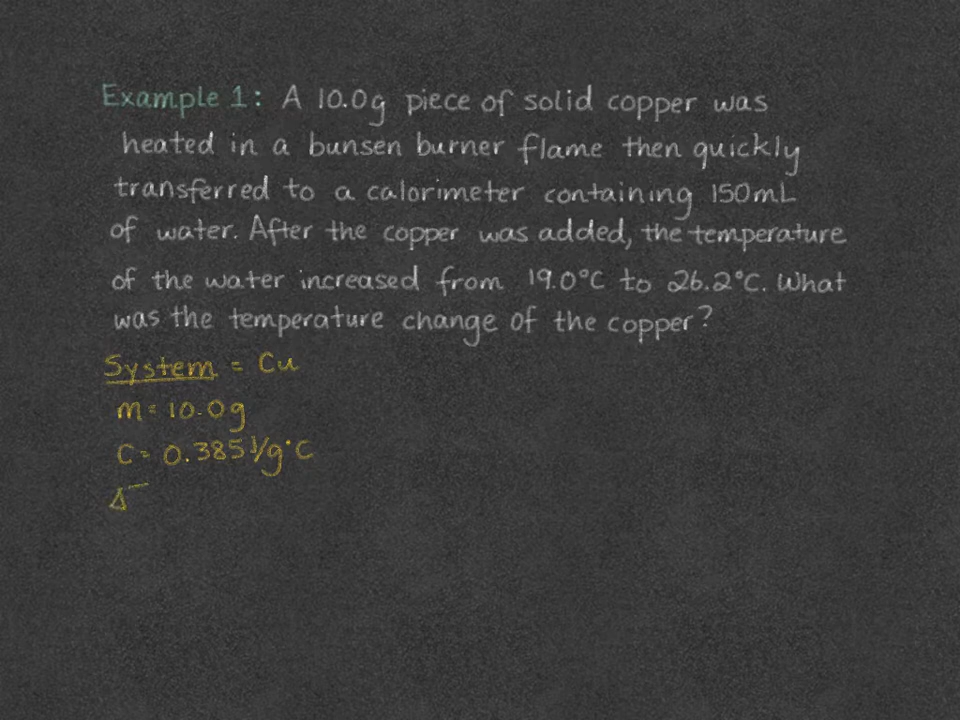 Example 1: A 10.0g piece of solid copper was
heated in a bunsen burner flame then quickly
transferred to a calorimeter containing 150mL
of water. After the copper was added, the temperature
of the water increased from 19.0°C to 26.2°C. What
was the temperature change of the copper?
System = Cu
m = 10.0g
C = 0.385 J/g°C
Δ